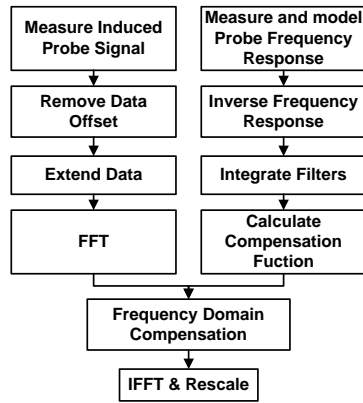 Measure Induced
Probe Signal
Remove Data
Offset
Extend Data
FFT
Measure and model
Probe Frequency
Response
Inverse Frequency
Response
Integrate Filters
Calculate
Compensation
Fuction
Frequency Domain
Compensation
IFFT & Rescale